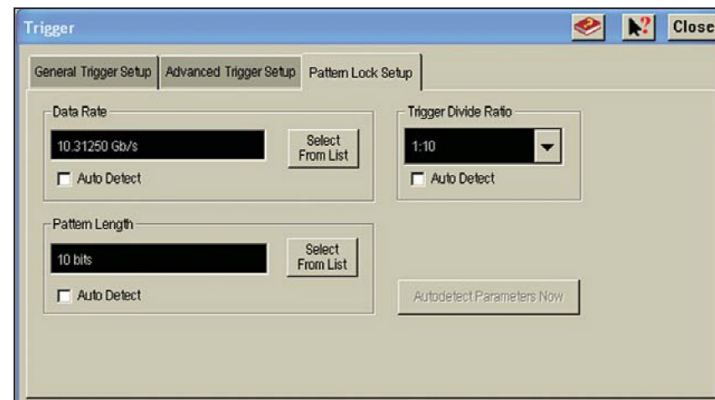 Trigger
?
Close
General Trigger Setup
Advanced Trigger Setup
Pattern Lock Setup
Data Rate
10.31250 Gb/s
Select
From List
Auto Detect
Trigger Divide Ratio
1:10
Auto Detect
Pattern Length
10 bits
Select
From List
Auto Detect
Autodetect Parameters Now